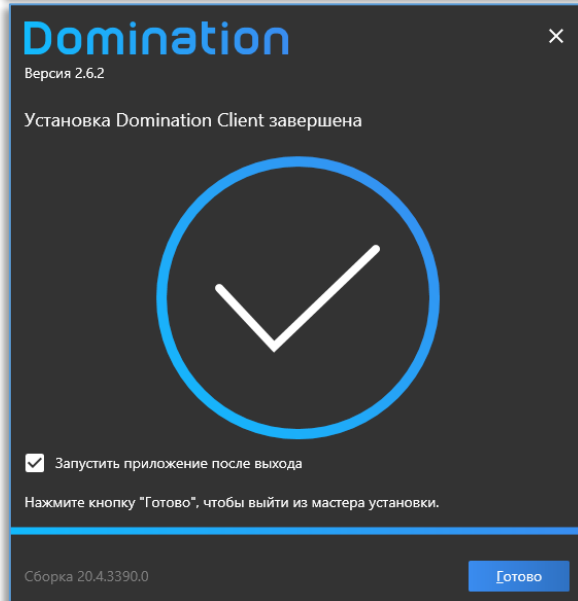 Domination
Версия 2.6.2
Установка Domination Client завершена
Запустить приложение после выхода
Нажмите кнопку "Готово", чтобы выйти из мастера установки.
Сборка 20.4.3390.0
Готово